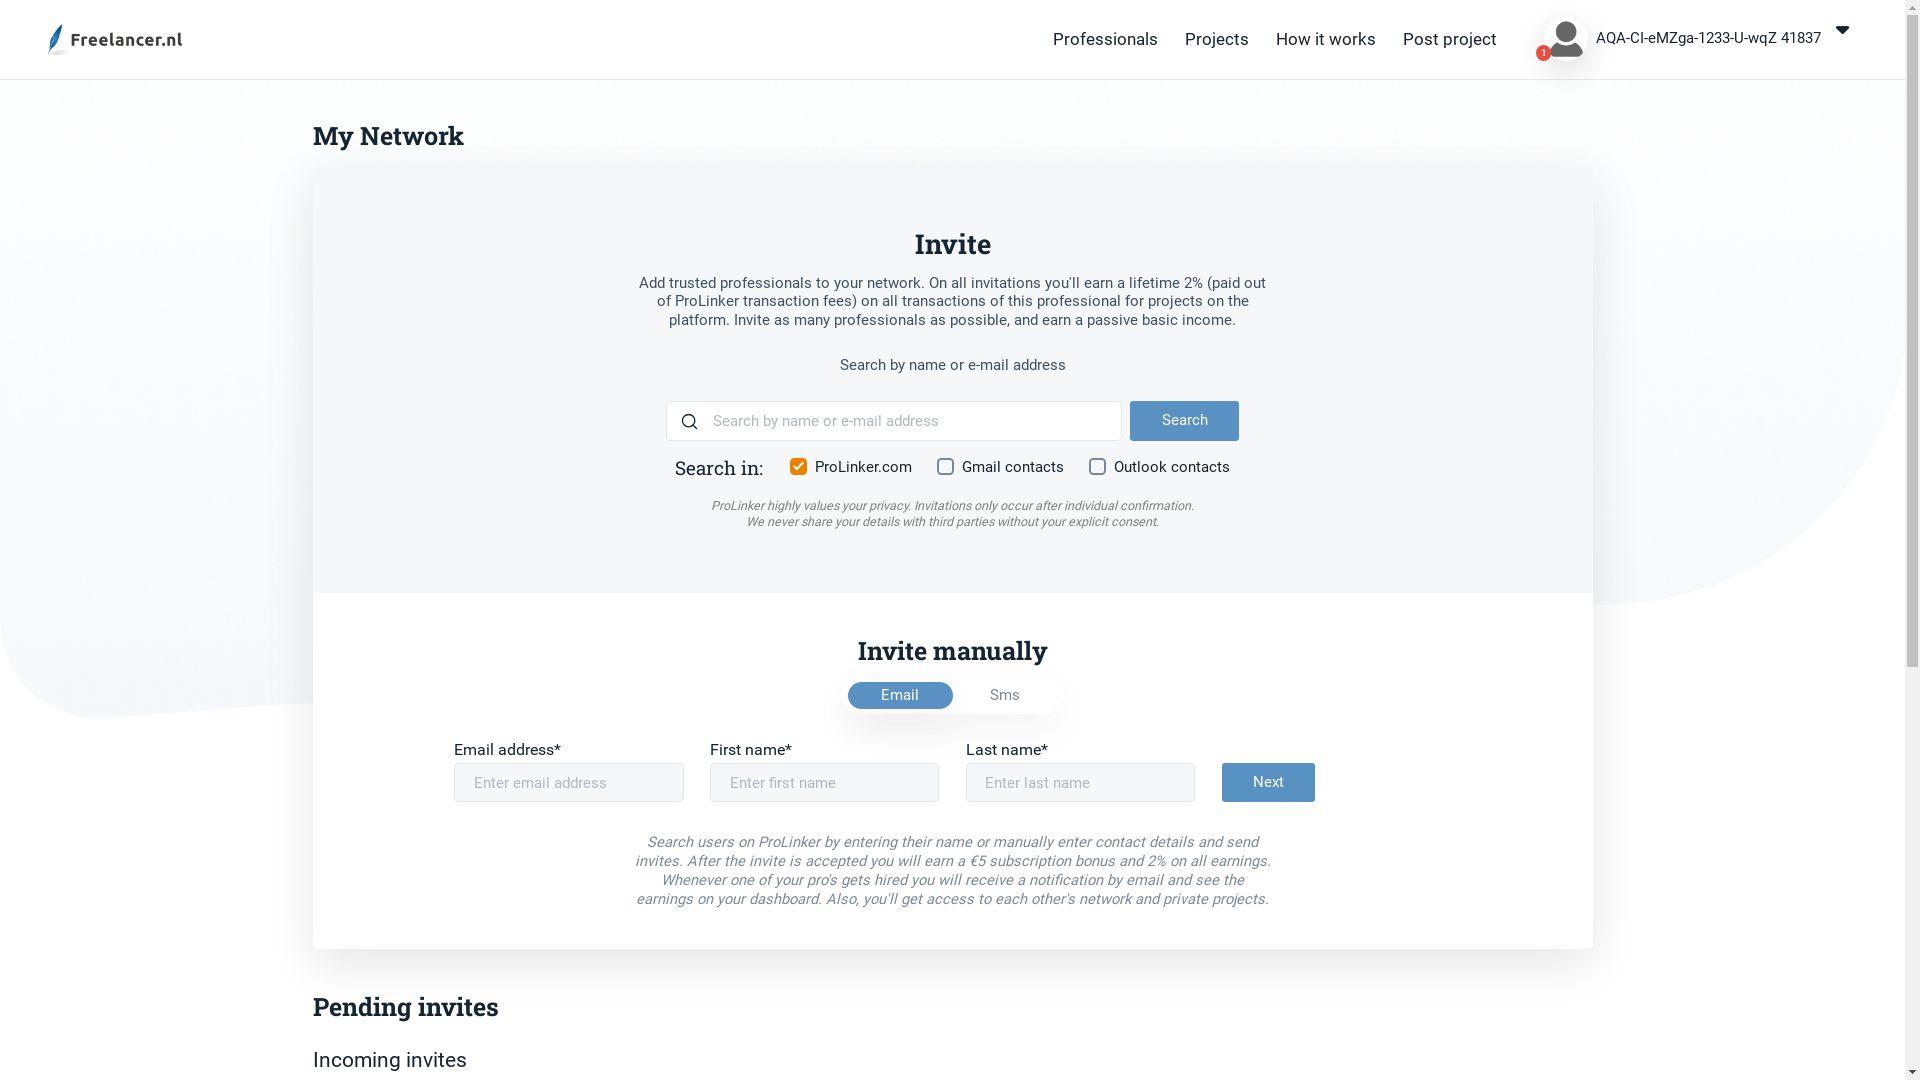 Freelancer.nl
Professionals
Projects
How it works
Post project
1
AQA-CI-eMZga-1233-U-wqZ 41837
My Network
Invite
Add trusted professionals to your network. On all invitations you'll earn a lifetime 2% (paid out
of ProLinker transaction fees) on all transactions of this professional for projects on the
platform. Invite as many professionals as possible, and earn a passive basic income.
Search by name or e-mail address
Search by name or e-mail address
Search
Search in:
ProLinker.com
Gmail contacts
Outlook contacts
ProLinker highly values your privacy. Invitations only occur after individual confirmation.
We never share your details with third parties without your explicit consent.
Invite manually
Email
Sms
Email address*
First name*
Last name*
Enter email address
Enter first name
Enter last name
Next
Search users on ProLinker by entering their name or manually enter contact details and send
invites. After the invite is accepted you will earn a €5 subscription bonus and 2% on all earnings.
Whenever one of your pro's gets hired you will receive a notification by email and see the
earnings on your dashboard. Also, you'll get access to each other's network and private projects.
Pending invites
Incoming invites